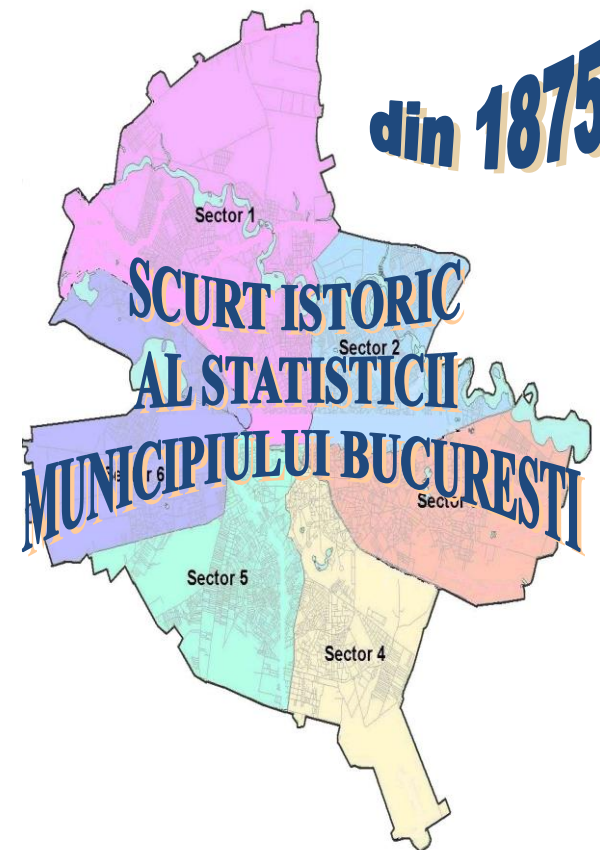 din 1875
Sector 1
SCURT ISTORIC
Sector 2
AL STATISTICII
MUNICIPIULUI BUCURESTI
Sector 5
Sector 4